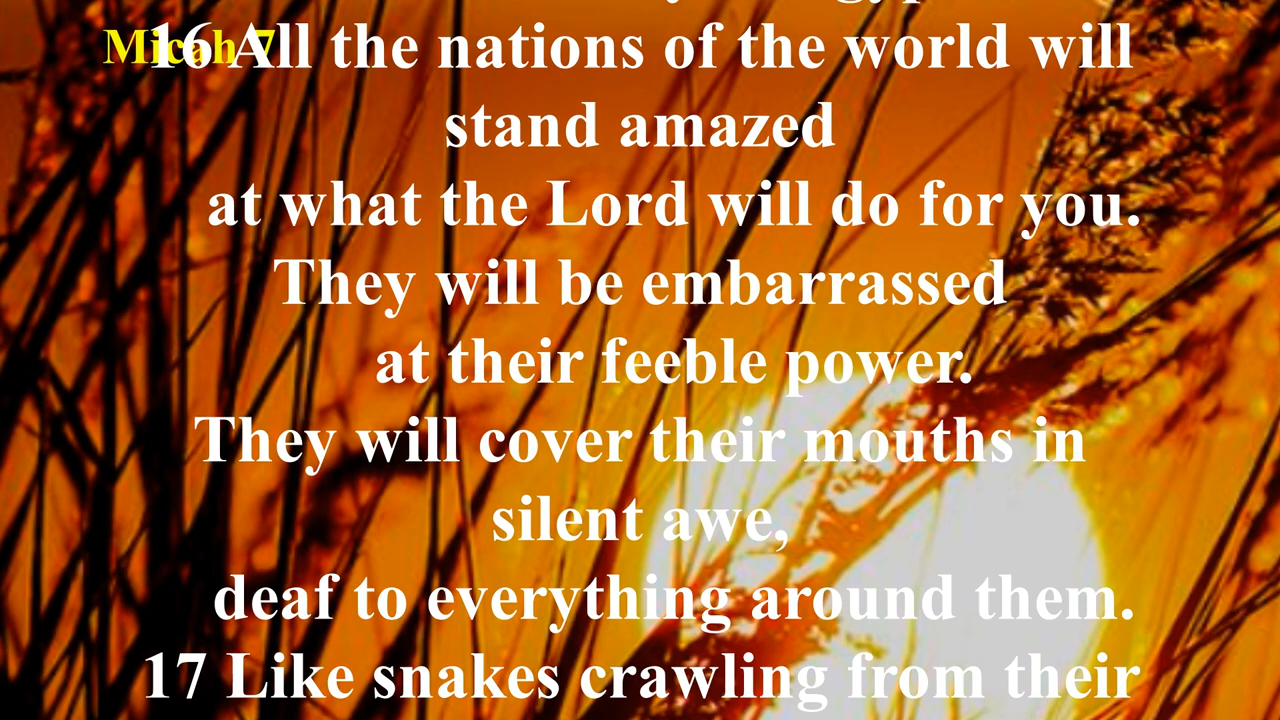 Micah 7
16 All the nations of the world will
stand amazed
at what the Lord will do for you.
They will be embarrassed
at their feeble power.
They will cover their mouths in
silent awe,
deaf to everything around them.
17 Like snakes crawling from their